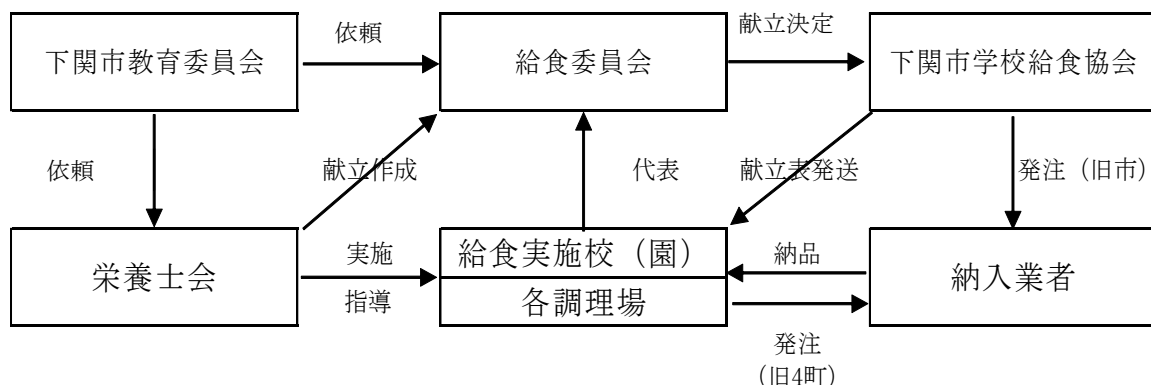 依頼
献立決定
下関市教育委員会
給食委員会
下関市学校給食協会
依頼
献立作成
代表
献立表発送
発注（旧市）
栄養士会
実施
指導
給食実施校（園）
各調理場
納品
納入業者
発注
（旧4町）